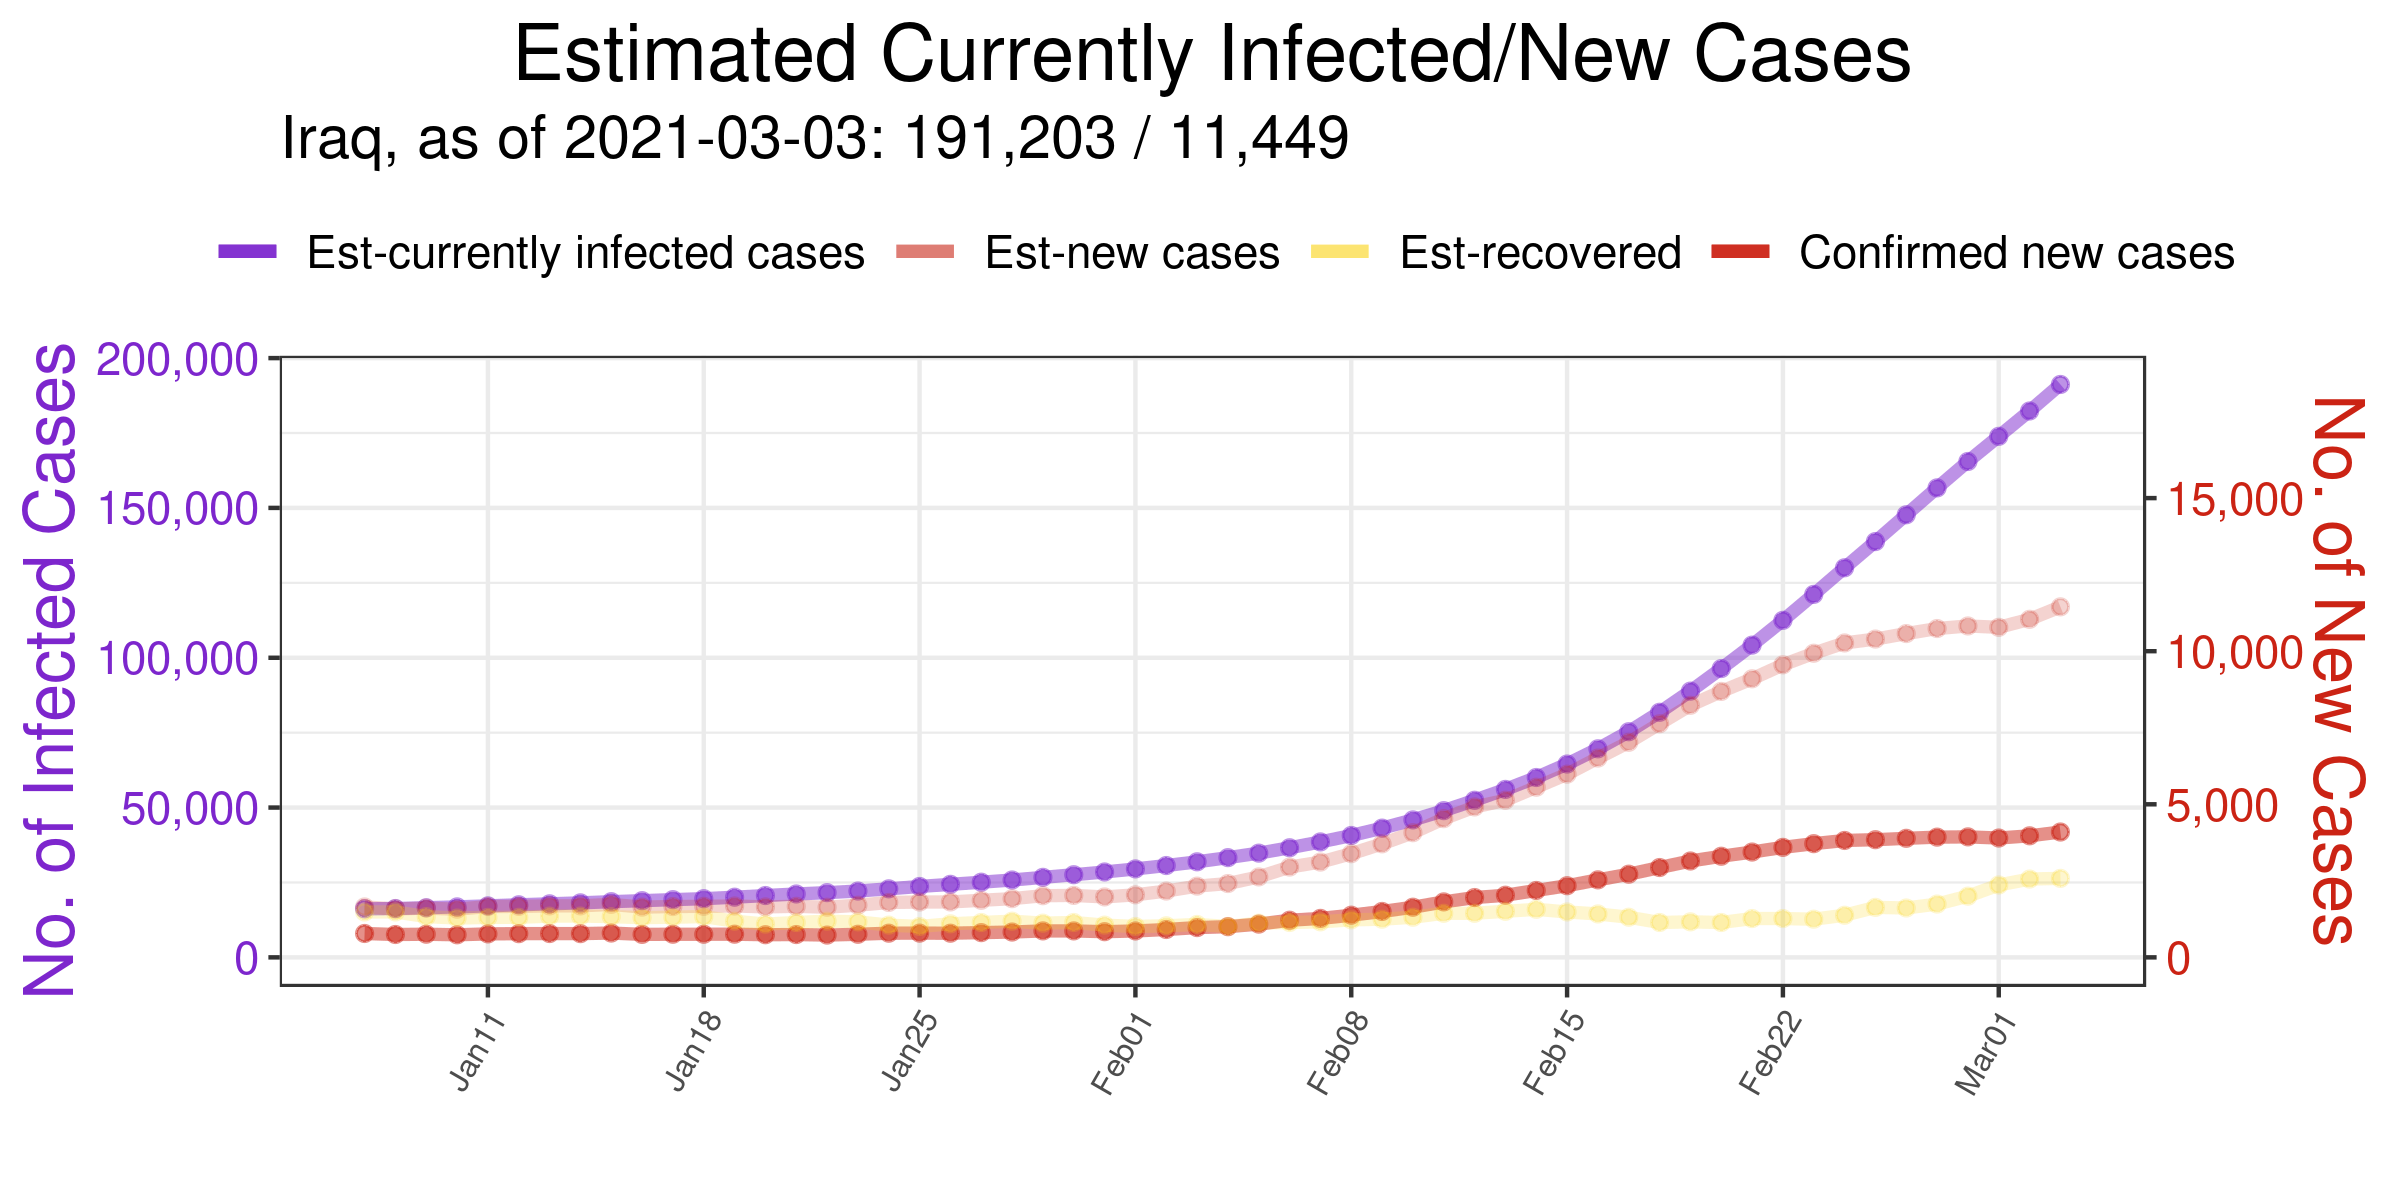 Estimated Currently Infected/New Cases
Iraq, as of 2021-03-03: 191,203 / 11,449
Est-currently infected cases Est-new cases Est-recovered Confirmed new cases
No. of Infected Cases
200,000
150,000
100,000
50,000
0
15,000
10,000
5,000
0
No. of New Cases
Jan11 Jan18 Jan25 Feb01 Feb08 Feb15 Feb22 Mar01